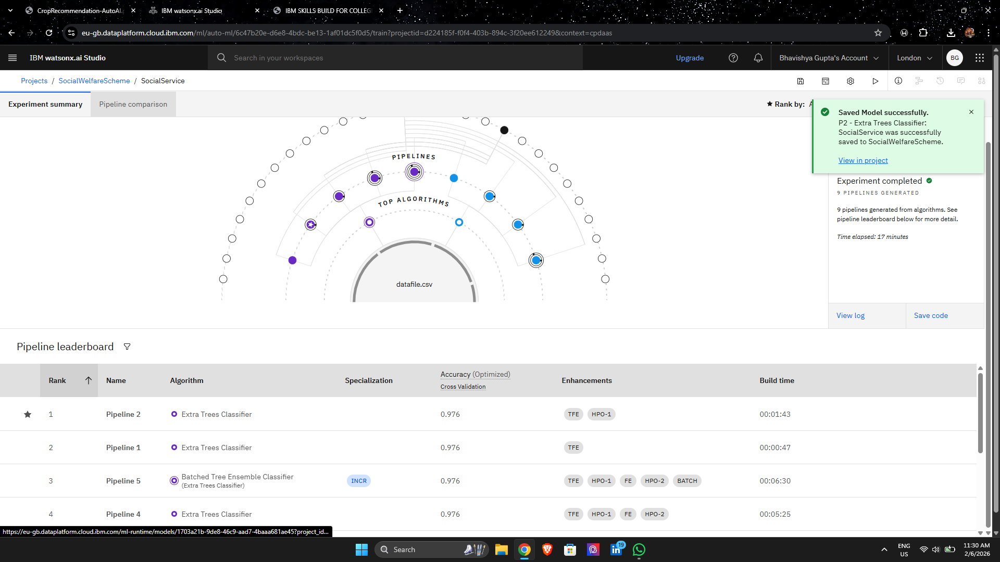 CropRecommendation-AutoAI.
IBM watsonx.ai Studio
IBM SKILLS BUILD FOR COLLEG
eu-gb.dataplatform.cloud.ibm.com/ml/auto-ml/6c47b20e-d6e8-4bdc-be13-1af01dc5f0d5/train?projectid=d224185f-f0f4-403b-894c-3f20ee612249&context=cpdaas
IBM watsonx.ai Studio
Search in your workspaces
Upgrade
Bhavishya Gupta's Account
London
BG
Projects / SocialWelfareScheme / SocialService
Experiment summary
Pipeline comparison
Rank by: A
Saved Model successfully.
P2 - Extra Trees Classifier:
SocialService was successfully
saved to SocialWelfareScheme.
View in project
PIPELINES
TOP ALGORITHMS
datafile.csv
Experiment completed
9 PIPELINES GENERATED
9 pipelines generated from algorithms. See
pipeline leaderboard below for more detail.
Time elapsed: 17 minutes
View log
Save code
Pipeline leaderboard
Rank Name Algorithm Specialization Accuracy (Optimized) Enhancements Build time
Cross Validation
1 Pipeline 2 Extra Trees Classifier 0.976 TFE HPO-1 00:01:43
2 Pipeline 1 Extra Trees Classifier 0.976 TFE 00:00:47
3 Pipeline 5 Batched Tree Ensemble Classifier INCR 0.976 TFE HPO-1 FE HPO-2 BATCH 00:06:30
(Extra Trees Classifier)
4 Pipeline 4 Extra Trees Classifier 0.976 TFE HPO-1 FE HPO-2 00:05:25
https://eu-gb.dataplatform.cloud.ibm.com/ml-runtime/models/1703a21b-9de8-46c9-aad7-4baaa681ae45?project_id...
Search
19
ENG
US
11:30 AM
2/6/2026